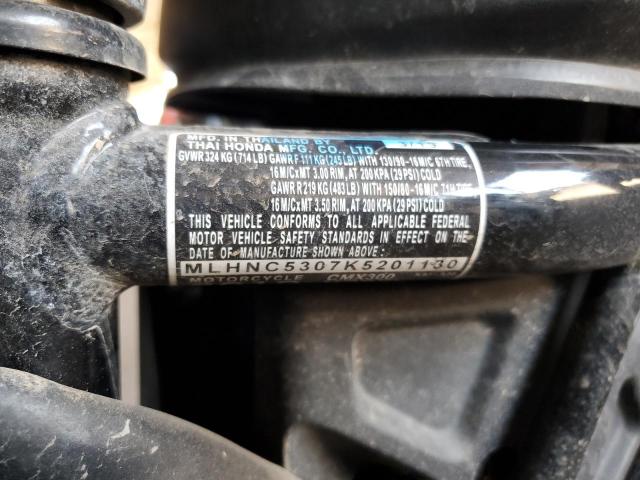 MFD. IN THAILAND BY
THAI HONDA MFG. CO., LTD.
GVWR 324 KG (714 LB) GAWR F 111 KG (245 LB) WITH 130/90-16M/C 67H TIRE,
16 M/CxMT 3.00 RIM, AT 200 KPA (29 PSI) COLD
GAWR R 219 KG (483 LB) WITH 150/80-16M/C 71H TIRE
16 M/CxMT 3.50 RIM, AT 200 KPA (29 PSI) COLD
THIS VEHICLE CONFORMS TO ALL APPLICABLE FEDERAL
MOTOR VEHICLE SAFETY STANDARDS IN EFFECT ON THE
DATE OF MANUFACTURE SHOWN ABOVE.
MLHNC5307K5201130
MOTORCYCLE CMX300